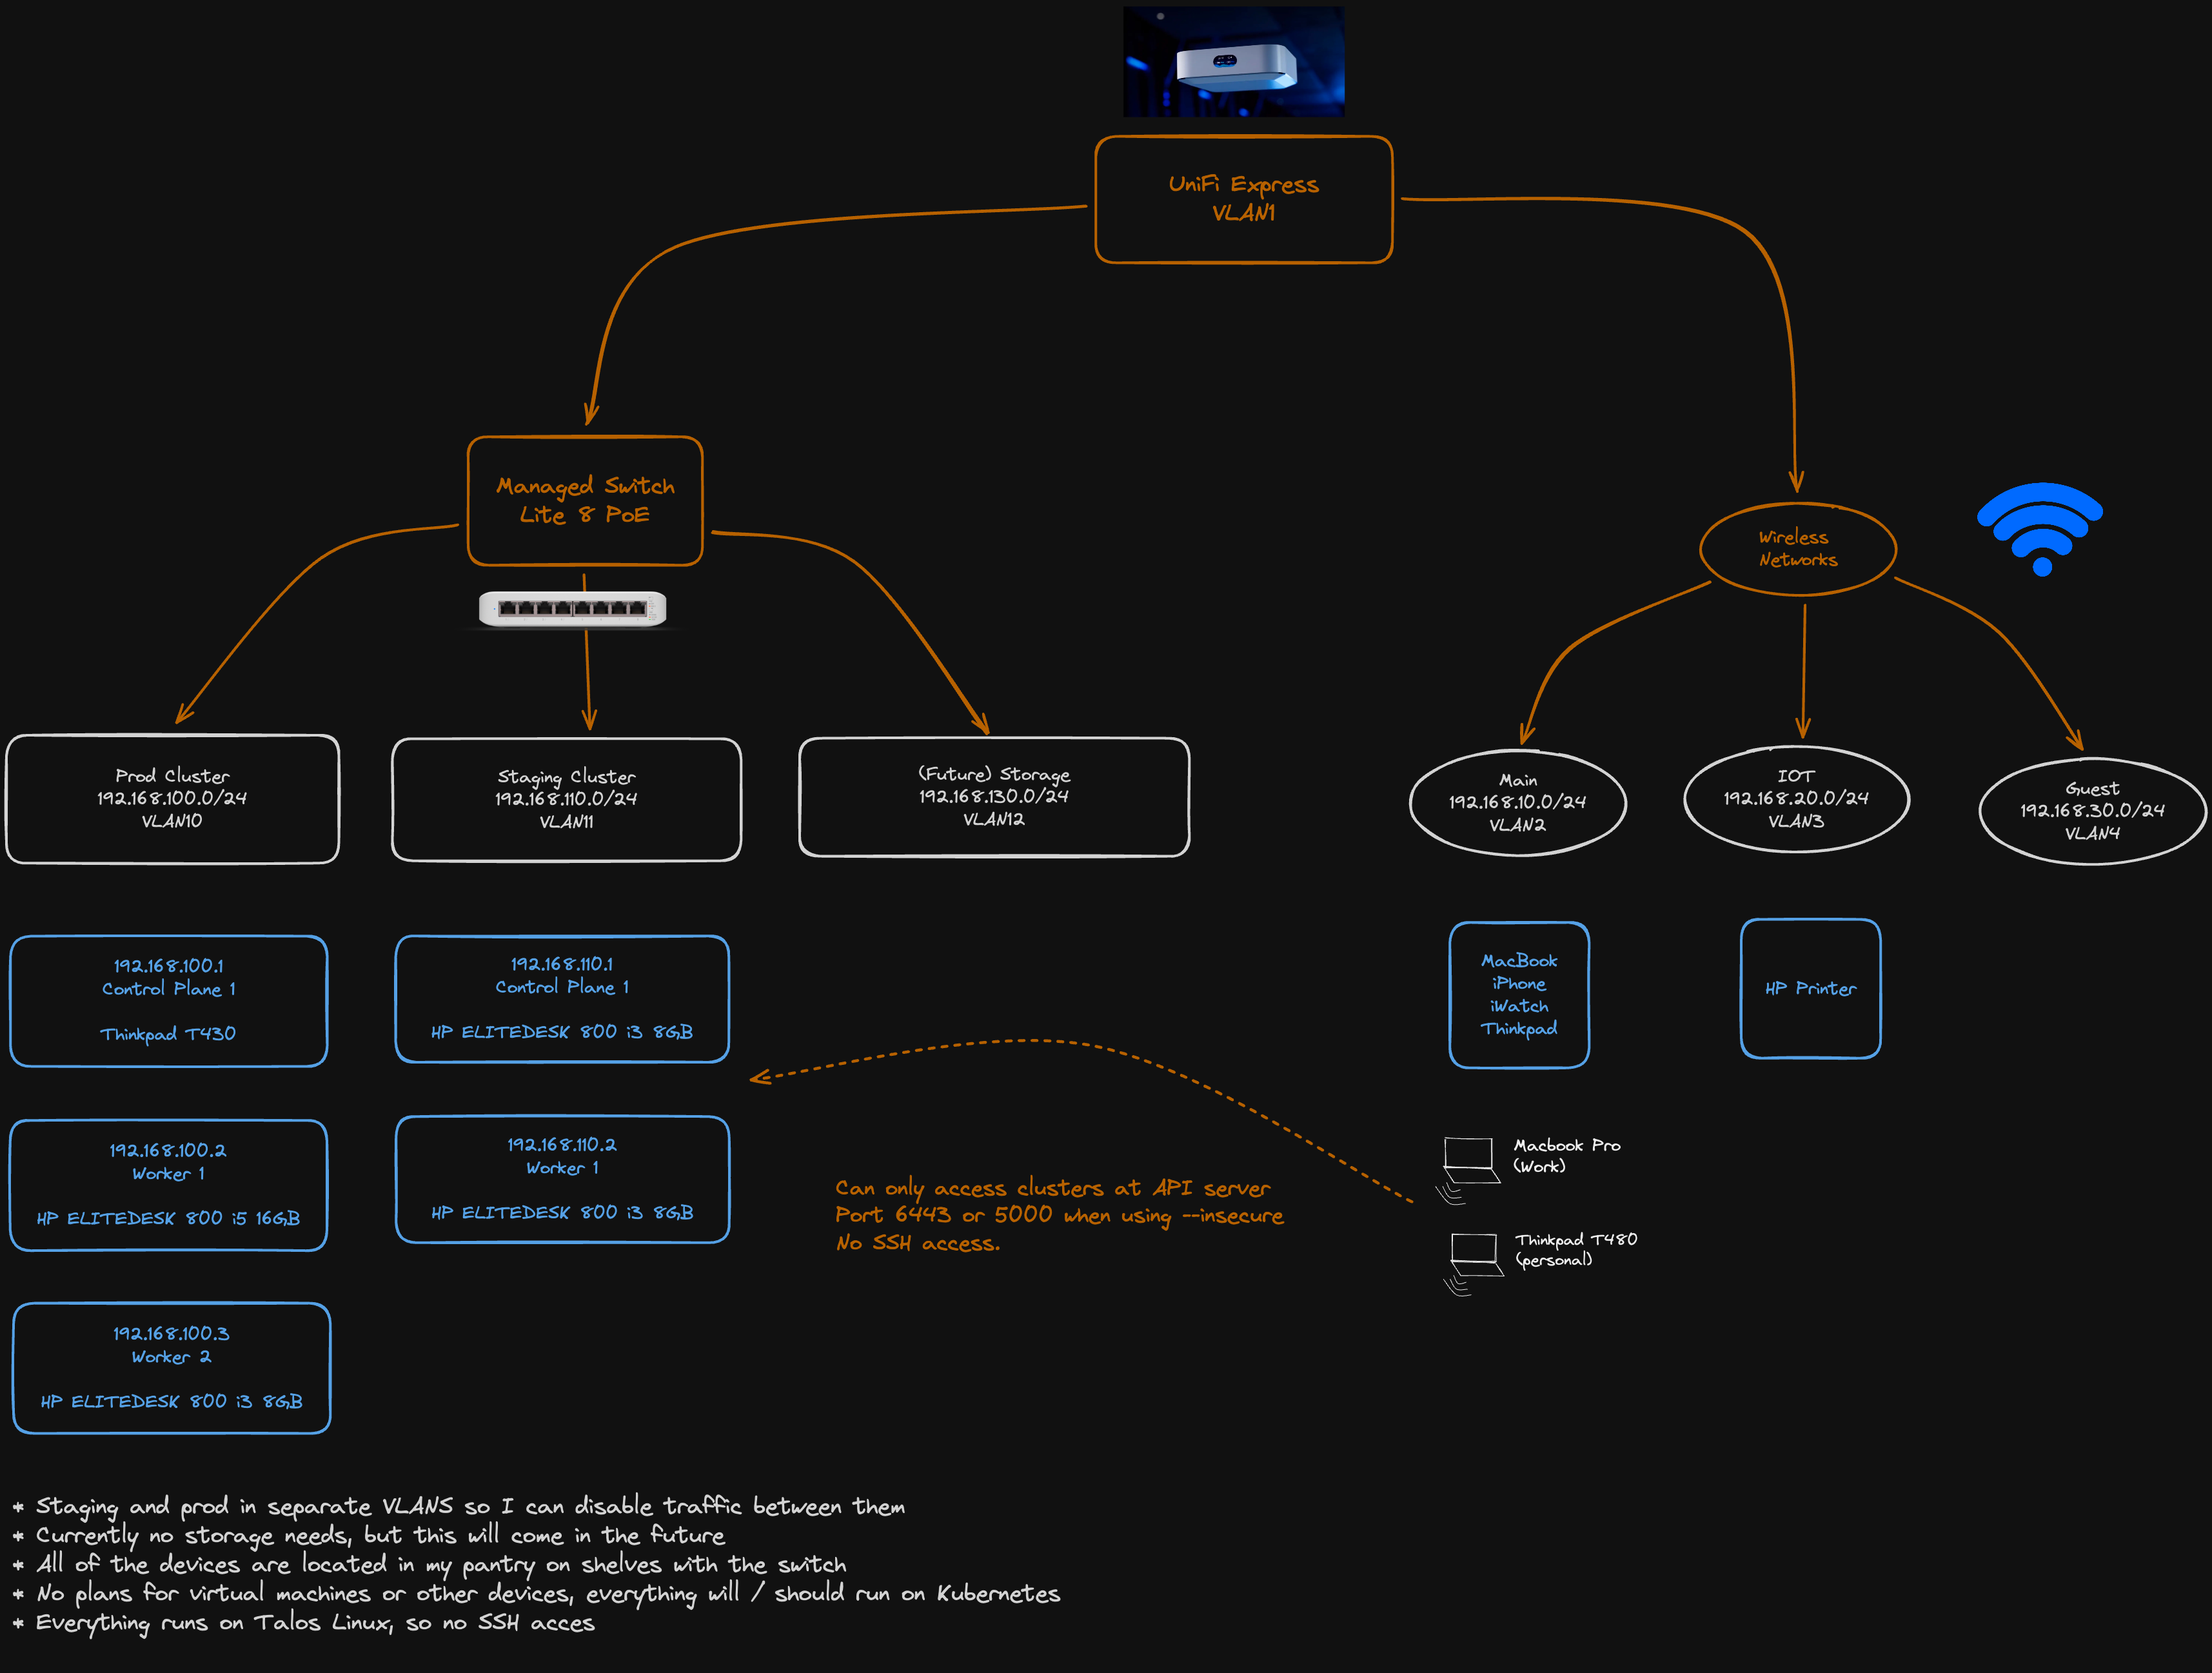 UniFi Express
VLAN1
Managed Switch
Lite 8 PoE
Wireless
Networks
Prod Cluster
192.168.100.0/24
VLAN10
Staging Cluster
192.168.110.0/24
VLAN11
(Future) Storage
192.168.130.0/24
VLAN12
Main
192.168.10.0/24
VLAN2
IOT
192.168.20.0/24
VLAN3
Guest
192.168.30.0/24
VLAN4
192.168.100.1
Control Plane 1
Thinkpad T430
192.168.110.1
Control Plane 1
HP ELITEDESK 800 i3 8GB
MacBook
iPhone
iWatch
Thinkpad
HP Printer
192.168.100.2
Worker 1
HP ELITEDESK 800 i5 16GB
192.168.110.2
Worker 1
HP ELITEDESK 800 i3 8GB
Can only access clusters at API server
Port 6443 or 5000 when using --insecure
No SSH access.
Macbook Pro
(Work)
Thinkpad T480
(personal)
192.168.100.3
Worker 2
HP ELITEDESK 800 i3 8GB
* Staging and prod in separate VLANS so I can disable traffic between them
* Currently no storage needs, but this will come in the future
* All of the devices are located in my pantry on shelves with the switch
* No plans for virtual machines or other devices, everything will / should run on Kubernetes
* Everything runs on Talos Linux, so no SSH acces